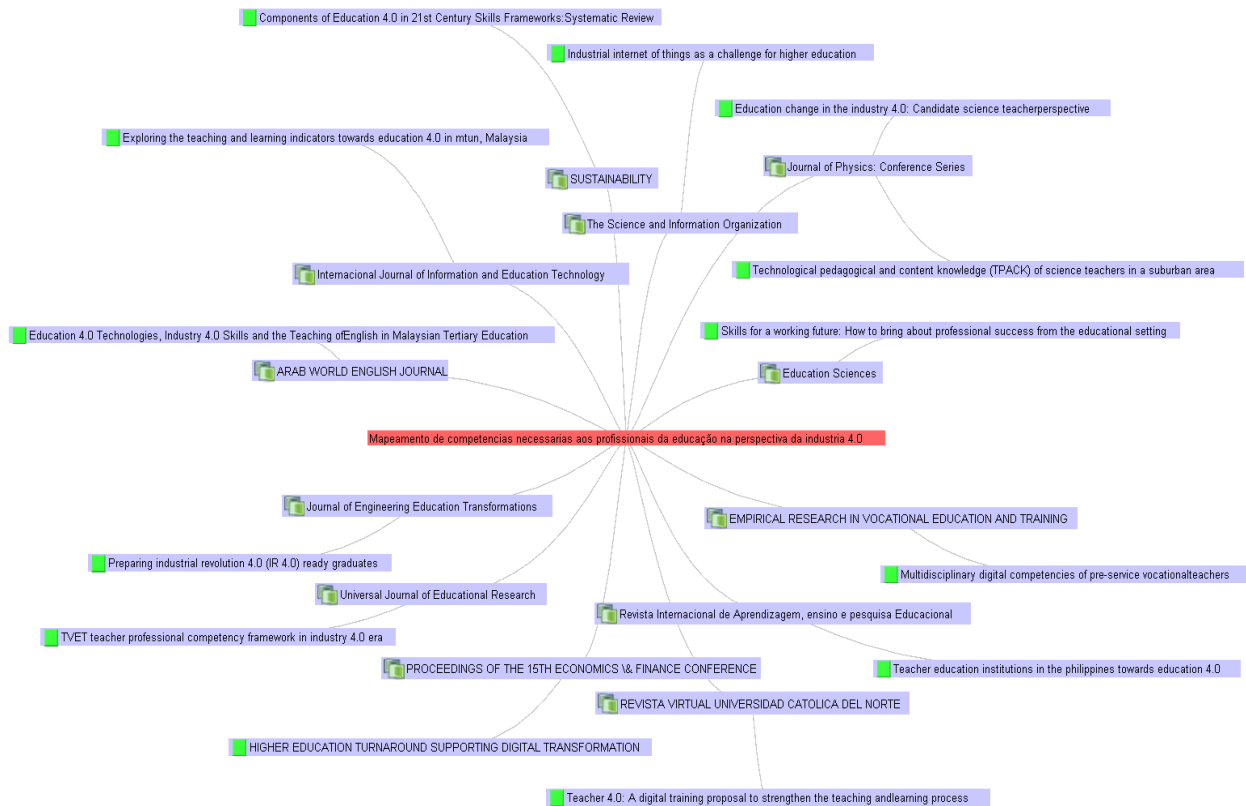 Components of Education 4.0 in 21st Century Skills Frameworks:Systematic Review
Industrial internet of things as a challenge for higher education
Education change in the industry 4.0: Candidate science teacherperspective
Exploring the teaching and learning indicators towards education 4.0 in mtun, Malaysia
Journal of Physics: Conference Series
SUSTAINABILITY
The Science and Information Organization
Technological pedagogical and content knowledge (TPACK) of science teachers in a suburban area
Internacional Journal of Information and Education Technology
Skills for a working future: How to bring about professional success from the educational setting
Education 4.0 Technologies, Industry 4.0 Skills and the Teaching ofEnglish in Malaysian Tertiary Education
ARAB WORLD ENGLISH JOURNAL
Education Sciences
Mapeamento de competencias necessarias aos profissionais da educação na perspectiva da industria 4.0
Journal of Engineering Education Transformations
EMPIRICAL RESEARCH IN VOCATIONAL EDUCATION AND TRAINING
Preparing industrial revolution 4.0 (IR 4.0) ready graduates
Multidisciplinary digital competencies of pre-service vocationalteachers
Universal Journal of Educational Research
Revista Internacional de Aprendizagem, ensino e pesquisa Educacional
TVET teacher professional competency framework in industry 4.0 era
PROCEEDINGS OF THE 15TH ECONOMICS \& FINANCE CONFERENCE
Teacher education institutions in the philippines towards education 4.0
REVISTA VIRTUAL UNIVERSIDAD CATOLICA DEL NORTE
HIGHER EDUCATION TURNAROUND SUPPORTING DIGITAL TRANSFORMATION
Teacher 4.0: A digital training proposal to strengthen the teaching andlearning process